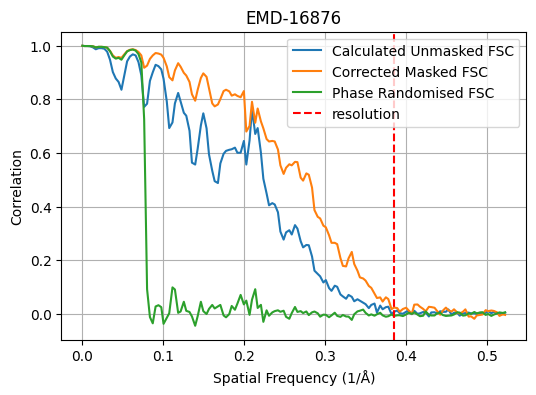 EMD-16876
Calculated Unmasked FSC
Corrected Masked FSC
Phase Randomised FSC
resolution
Correlation
1.0
0.8
0.6
0.4
0.2
0.0
0.0
0.1
0.2
0.3
0.4
0.5
Spatial Frequency (1/Å)